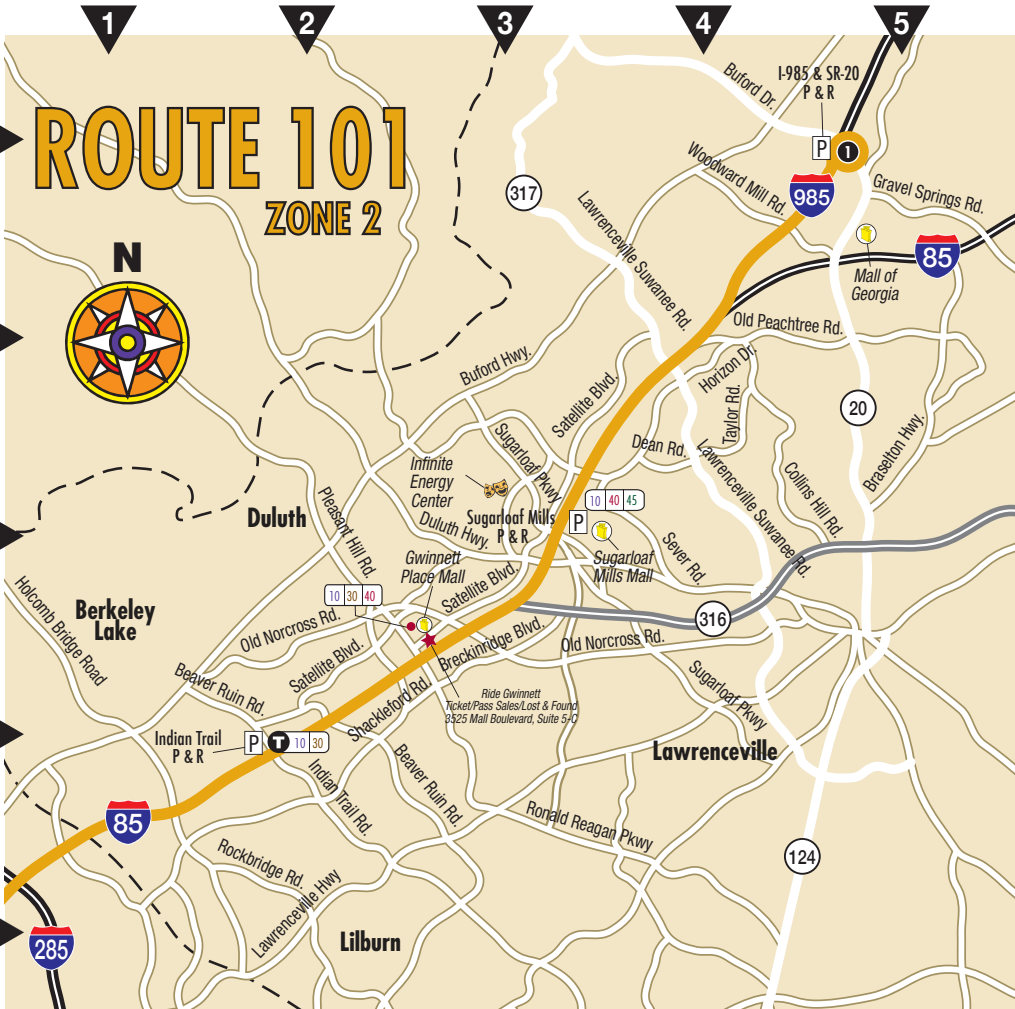 1
2
3
4
5
ROUTE 101
ZONE 2
N
I-985 & SR-20
P & R
P
1
Buford Dr.
Woodward Mill Rd.
985
Gravel Springs Rd.
317
Lawrenceville Suwanee Rd.
85
Mall of
Georgia
Old Peachtree Rd.
Horizon Dr.
Taylor Rd.
20
Buford Hwy.
Satellite Blvd.
Dean Rd.
Braselton Hwy.
Sugarloaf Pkwy
Infinite
Energy
Center
Lawrenceville Suwanee Rd.
Collins Hill Rd.
10 40 45
P
Sugarloaf Mills
P & R
Sugarloaf
Mills Mall
Sever Rd.
Duluth
Pleasant Hill Rd.
Duluth Hwy.
Gwinnett
Place Mall
Satellite Blvd.
10 30 40
316
Holcomb Bridge Road
Berkeley
Lake
Old Norcross Rd.
Satellite Blvd.
Breckinridge Blvd.
Old Norcross Rd.
Beaver Ruin Rd.
Shackleford Rd.
Ride Gwinnett
Ticket/Pass Sales/Lost & Found
3525 Mall Boulevard, Suite 5-C
Sugarloaf Pkwy
Lawrenceville
Indian Trail
P & R
P
T
10 30
Indian Trail Rd.
Beaver Ruin Rd.
Ronald Reagan Pkwy
85
Rockbridge Rd.
Lawrenceville Hwy
124
Lilburn
285